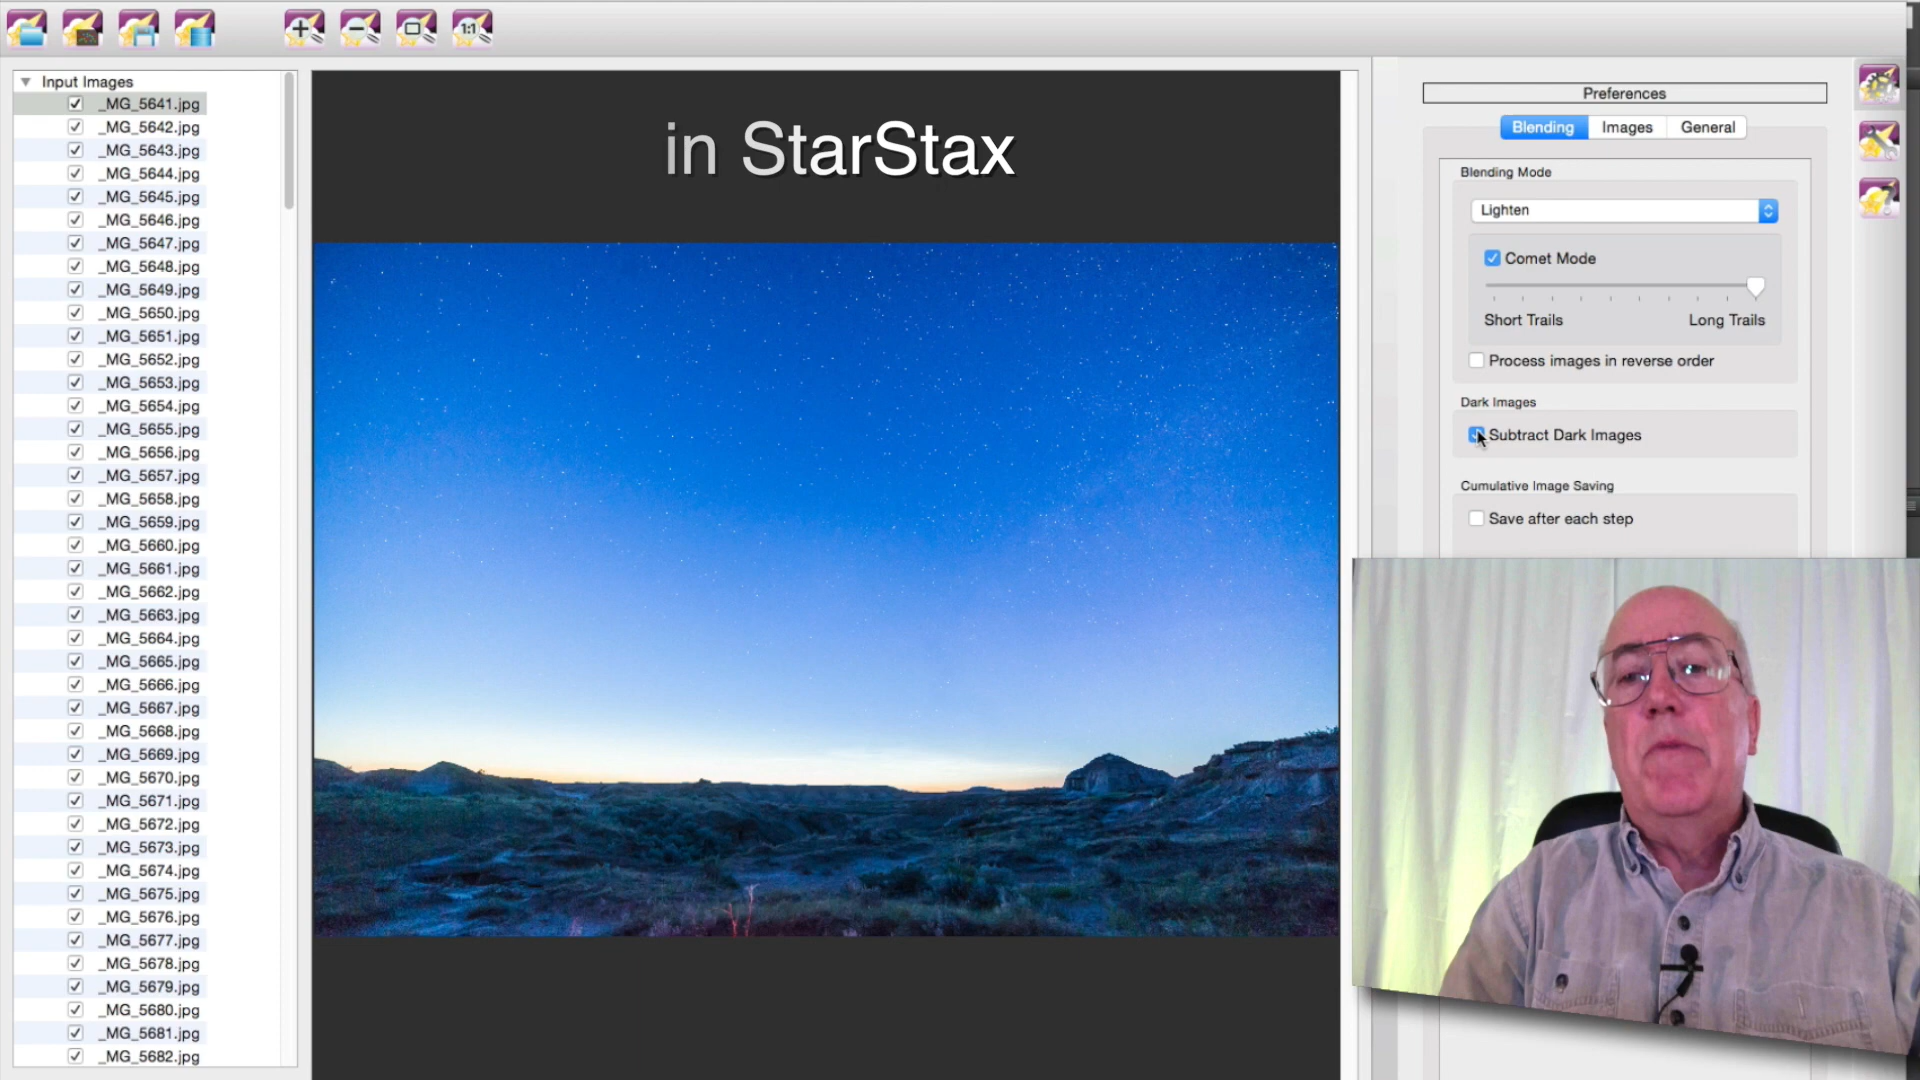 1:1
Input Images
_MG_5641.jpg
_MG_5642.jpg
_MG_5643.jpg
_MG_5644.jpg
_MG_5645.jpg
_MG_5646.jpg
_MG_5647.jpg
_MG_5648.jpg
_MG_5649.jpg
_MG_5650.jpg
_MG_5651.jpg
_MG_5652.jpg
_MG_5653.jpg
_MG_5654.jpg
_MG_5655.jpg
_MG_5656.jpg
_MG_5657.jpg
_MG_5658.jpg
_MG_5659.jpg
_MG_5660.jpg
_MG_5661.jpg
_MG_5662.jpg
_MG_5663.jpg
_MG_5664.jpg
_MG_5665.jpg
_MG_5666.jpg
_MG_5667.jpg
_MG_5668.jpg
_MG_5669.jpg
_MG_5670.jpg
_MG_5671.jpg
_MG_5672.jpg
_MG_5673.jpg
_MG_5674.jpg
_MG_5675.jpg
_MG_5676.jpg
_MG_5677.jpg
_MG_5678.jpg
_MG_5679.jpg
_MG_5680.jpg
_MG_5681.jpg
_MG_5682.jpg
in StarStax
Preferences
Blending Images General
Blending Mode
Lighten
Comet Mode
Short Trails Long Trails
Process images in reverse order
Dark Images
Subtract Dark Images
Cumulative Image Saving
Save after each step